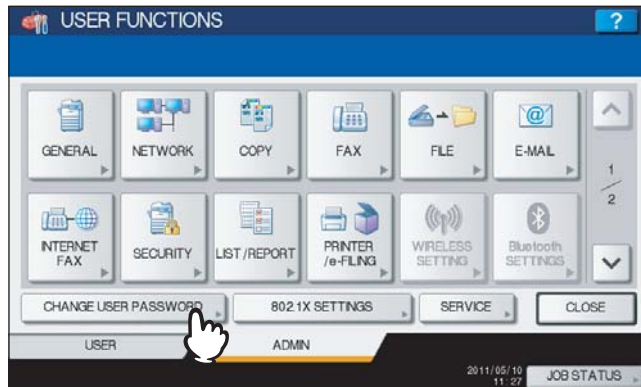 USER FUNCTIONS
?
GENERAL
NETWORK
COPY
FAX
FILE
E-MAIL
1
2
INTERNET
FAX
SECURITY
LIST/REPORT
PRINTER
/e-FILING
WIRELESS
SETTING
Bluetooth
SETTINGS
CHANGE USER PASSWORD
802.1X SETTINGS
SERVICE
CLOSE
USER
ADMIN
2011/05/10
11:27
JOB STATUS